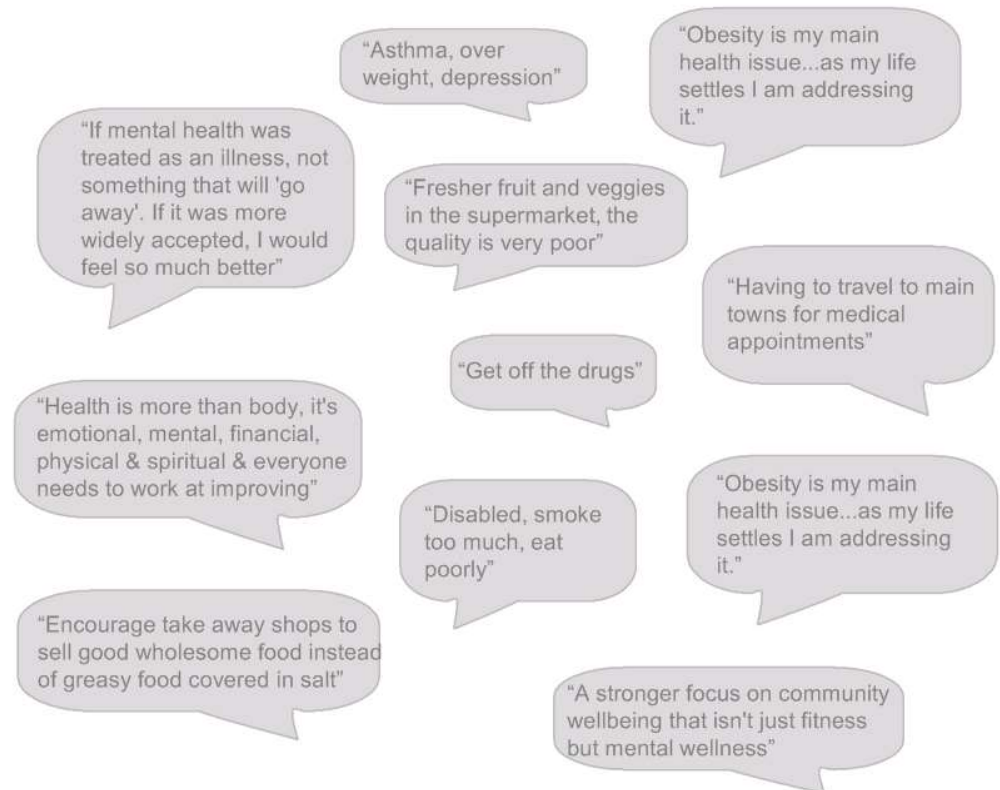 “Asthma, over
weight, depression”
“Obesity is my main
health issue...as my life
settles I am addressing
it.”
“If mental health was
treated as an illness, not
something that will 'go
away'. If it was more
widely accepted, I would
feel so much better”
“Fresher fruit and veggies
in the supermarket, the
quality is very poor”
“Having to travel to main
towns for medical
appointments”
“Get off the drugs”
“Health is more than body, it's
emotional, mental, financial,
physical & spiritual & everyone
needs to work at improving”
“Disabled, smoke
too much, eat
poorly”
“Obesity is my main
health issue...as my life
settles I am addressing
it.”
“Encourage take away shops to
sell good wholesome food instead
of greasy food covered in salt”
“A stronger focus on community
wellbeing that isn't just fitness
but mental wellness”